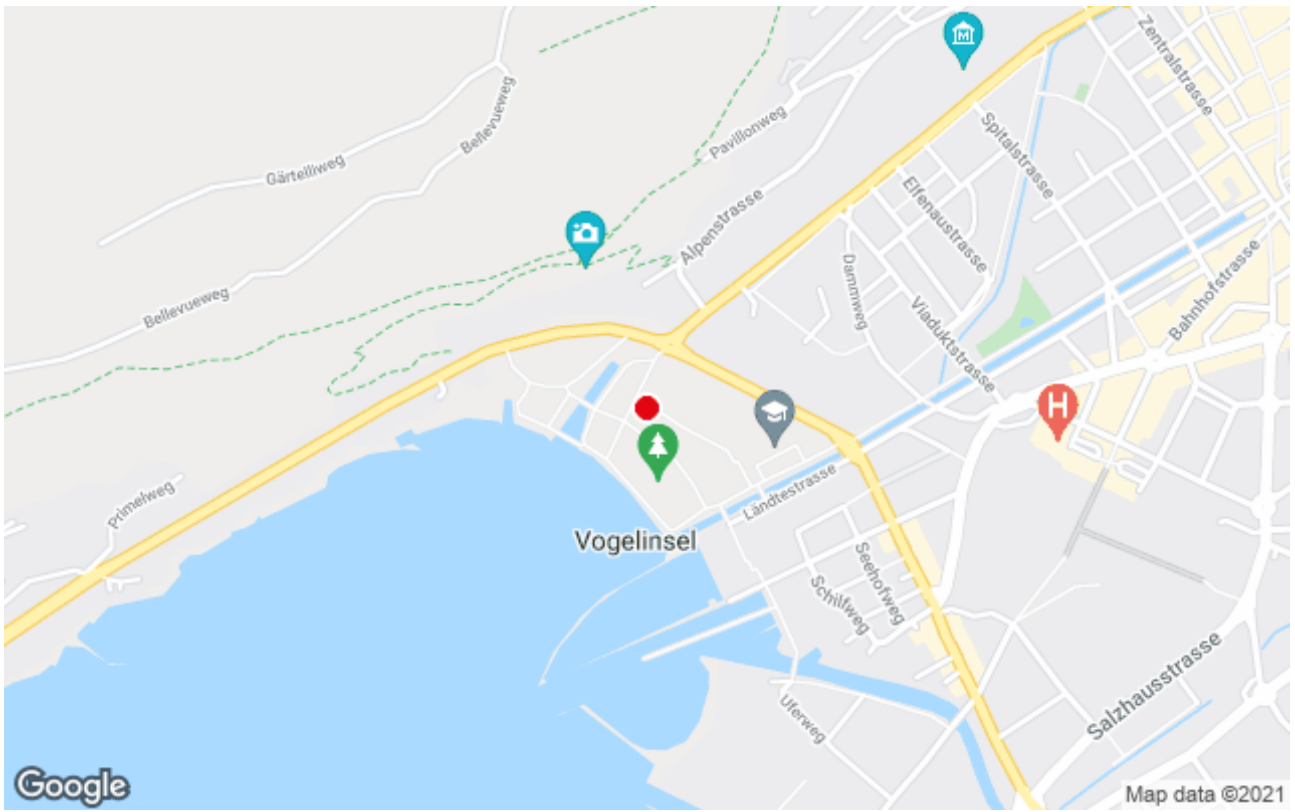 Zentralstrasse
Pavillonweg
Spitalstrasse
Bellevueweg
Gärtelliweg
Elfenaustrasse
Alpenstrasse
Dammweg
Bahnhofstrasse
Bellevueweg
Viaduktstrasse
H
Primelweg
Ländtestrasse
Vogelinsel
Seehofweg
Schilfweg
Salzhausstrasse
Uferweg
Google
Map data ©2021
M